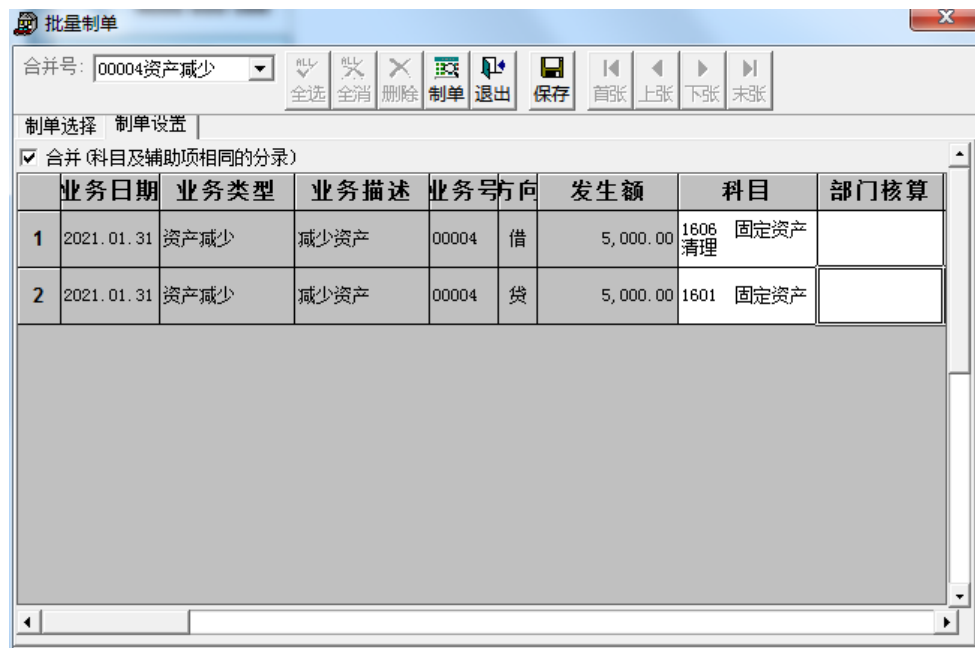 批量制单
合并号: 00004资产减少
ALL ALL
全选 全消 删除 制单 退出 保存 首张 上张 下张 末张
制单选择 制单设置
合并(科目及辅助项相同的分录)
业务日期 业务类型 业务描述 业务号 方向 发生额 科目 部门核算
1 2021.01.31 资产减少 减少资产 00004 借 5,000.00 1606 固定资产
清理
2 2021.01.31 资产减少 减少资产 00004 贷 5,000.00 1601 固定资产